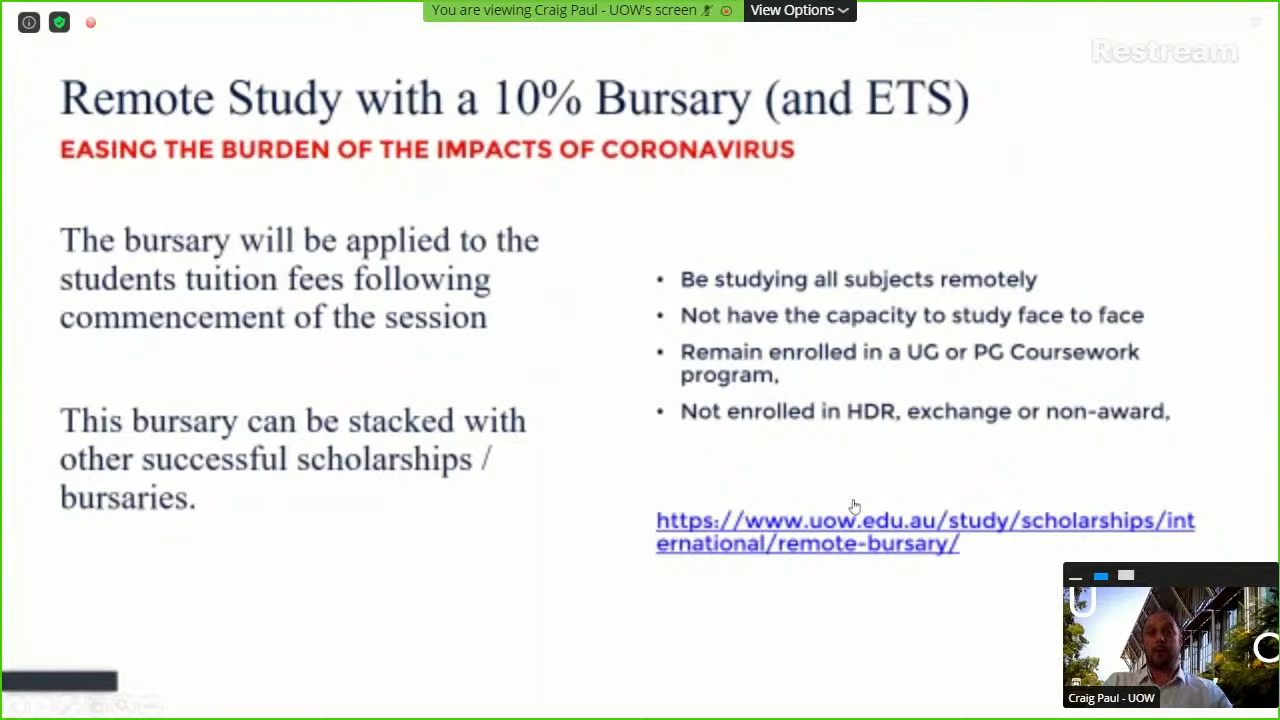 You are viewing Craig Paul - UOW's screen
View Options
Restream
Remote Study with a 10% Bursary (and ETS)
EASING THE BURDEN OF THE IMPACTS OF CORONAVIRUS
The bursary will be applied to the
students tuition fees following
commencement of the session
This bursary can be stacked with
other successful scholarships /
bursaries.
• Be studying all subjects remotely
• Not have the capacity to study face to face
• Remain enrolled in a UG or PG Coursework
program,
• Not enrolled in HDR, exchange or non-award,
https://www.uow.edu.au/study/scholarships/int
ernational/remote-bursary/
U
O
Craig Paul - UOW